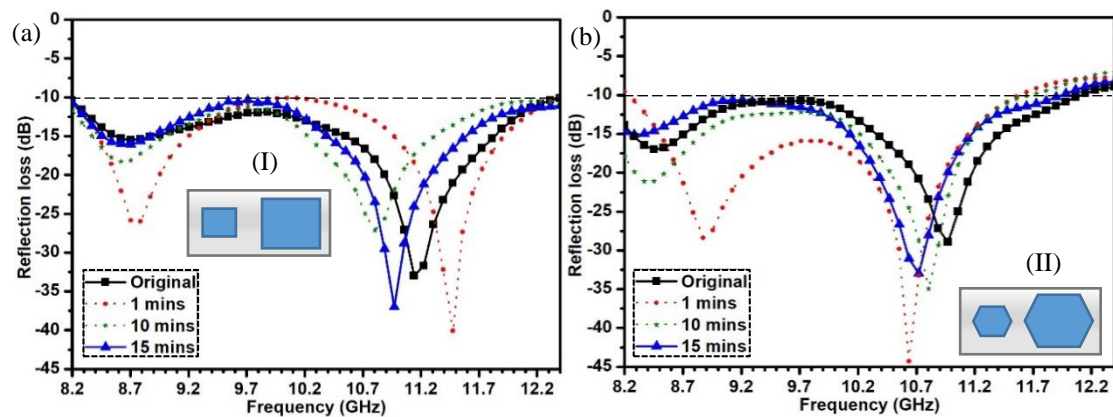 (a)
0
-5
-10
-15
-20
-25
-30
-35
-40
-45
Reflection loss (dB)
(I)
Original
1 mins
10 mins
15 mins
8.2 8.7 9.2 9.7 10.2 10.7 11.2 11.7 12.2
Frequency (GHz)
(b)
0
-5
-10
-15
-20
-25
-30
-35
-40
-45
Reflection loss (dB)
(II)
Original
1 mins
10 mins
15 mins
8.2 8.7 9.2 9.7 10.2 10.7 11.2 11.7 12.2
Frequency (GHz)